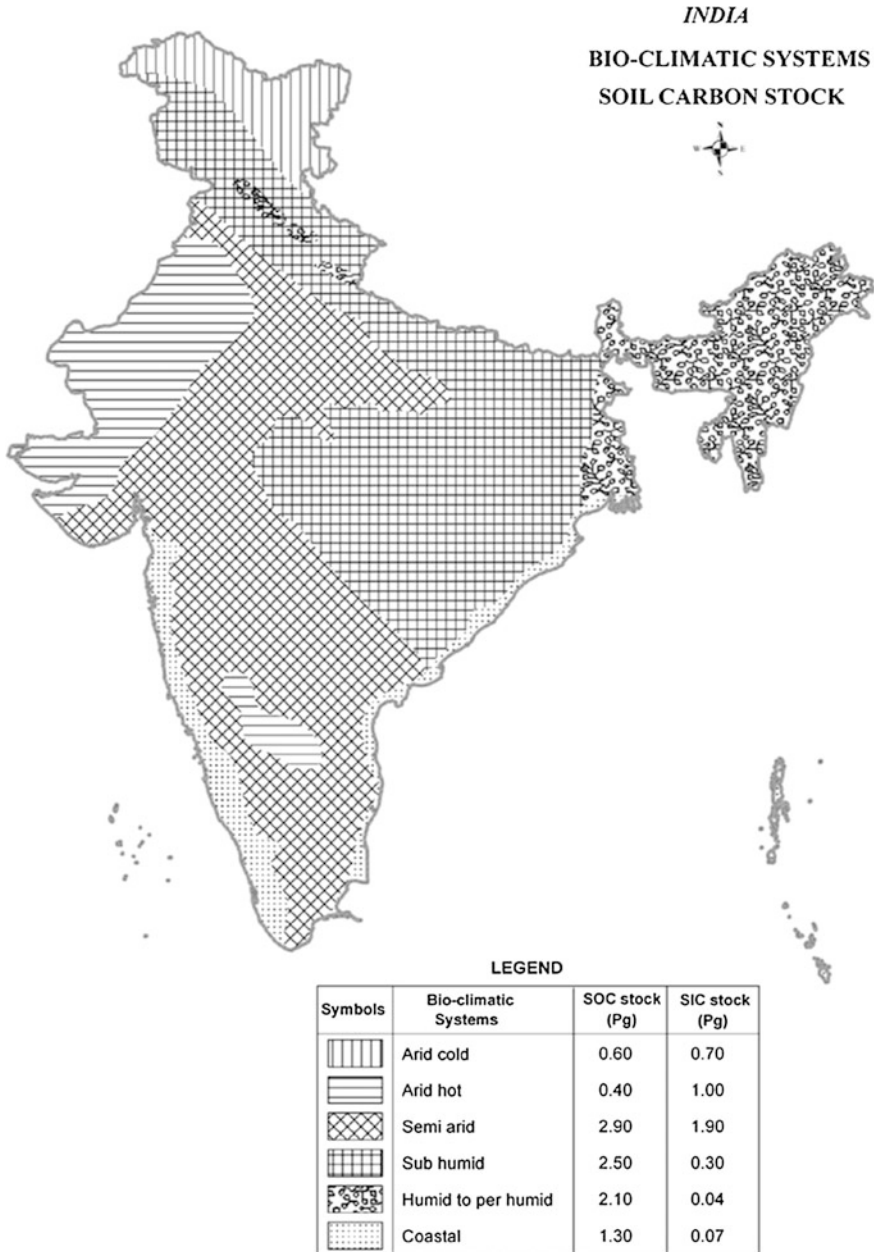 INDIA
BIO-CLIMATIC SYSTEMS
SOIL CARBON STOCK
N
W E
S
LEGEND
Symbols Bio-climatic Systems SOC stock (Pg) SIC stock (Pg)
Arid cold 0.60 0.70
Arid hot 0.40 1.00
Semi arid 2.90 1.90
Sub humid 2.50 0.30
Humid to per humid 2.10 0.04
Coastal 1.30 0.07